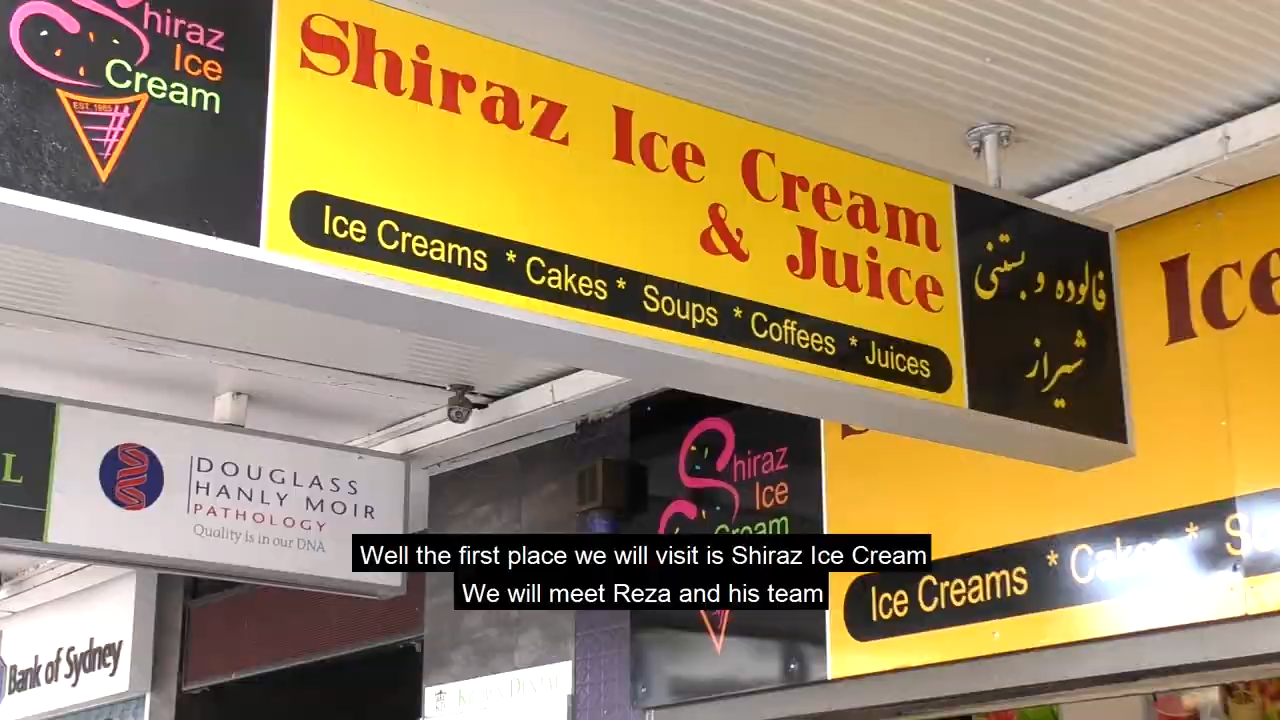 Shiraz
Ice
Cream
EST. 1985
Shiraz Ice Cream
& Juice
Ice Creams * Cakes * Soups * Coffees * Juices
فالوده و بستنی
شیراز
Ice
L
DOUGLASS
HANLY MOIR
PATHOLOGY
Quality is in our DNA
Shiraz
Ice
Cream
Ice Creams * Cakes * So
Bank of Sydney
Well the first place we will visit is Shiraz Ice Cream
We will meet Reza and his team